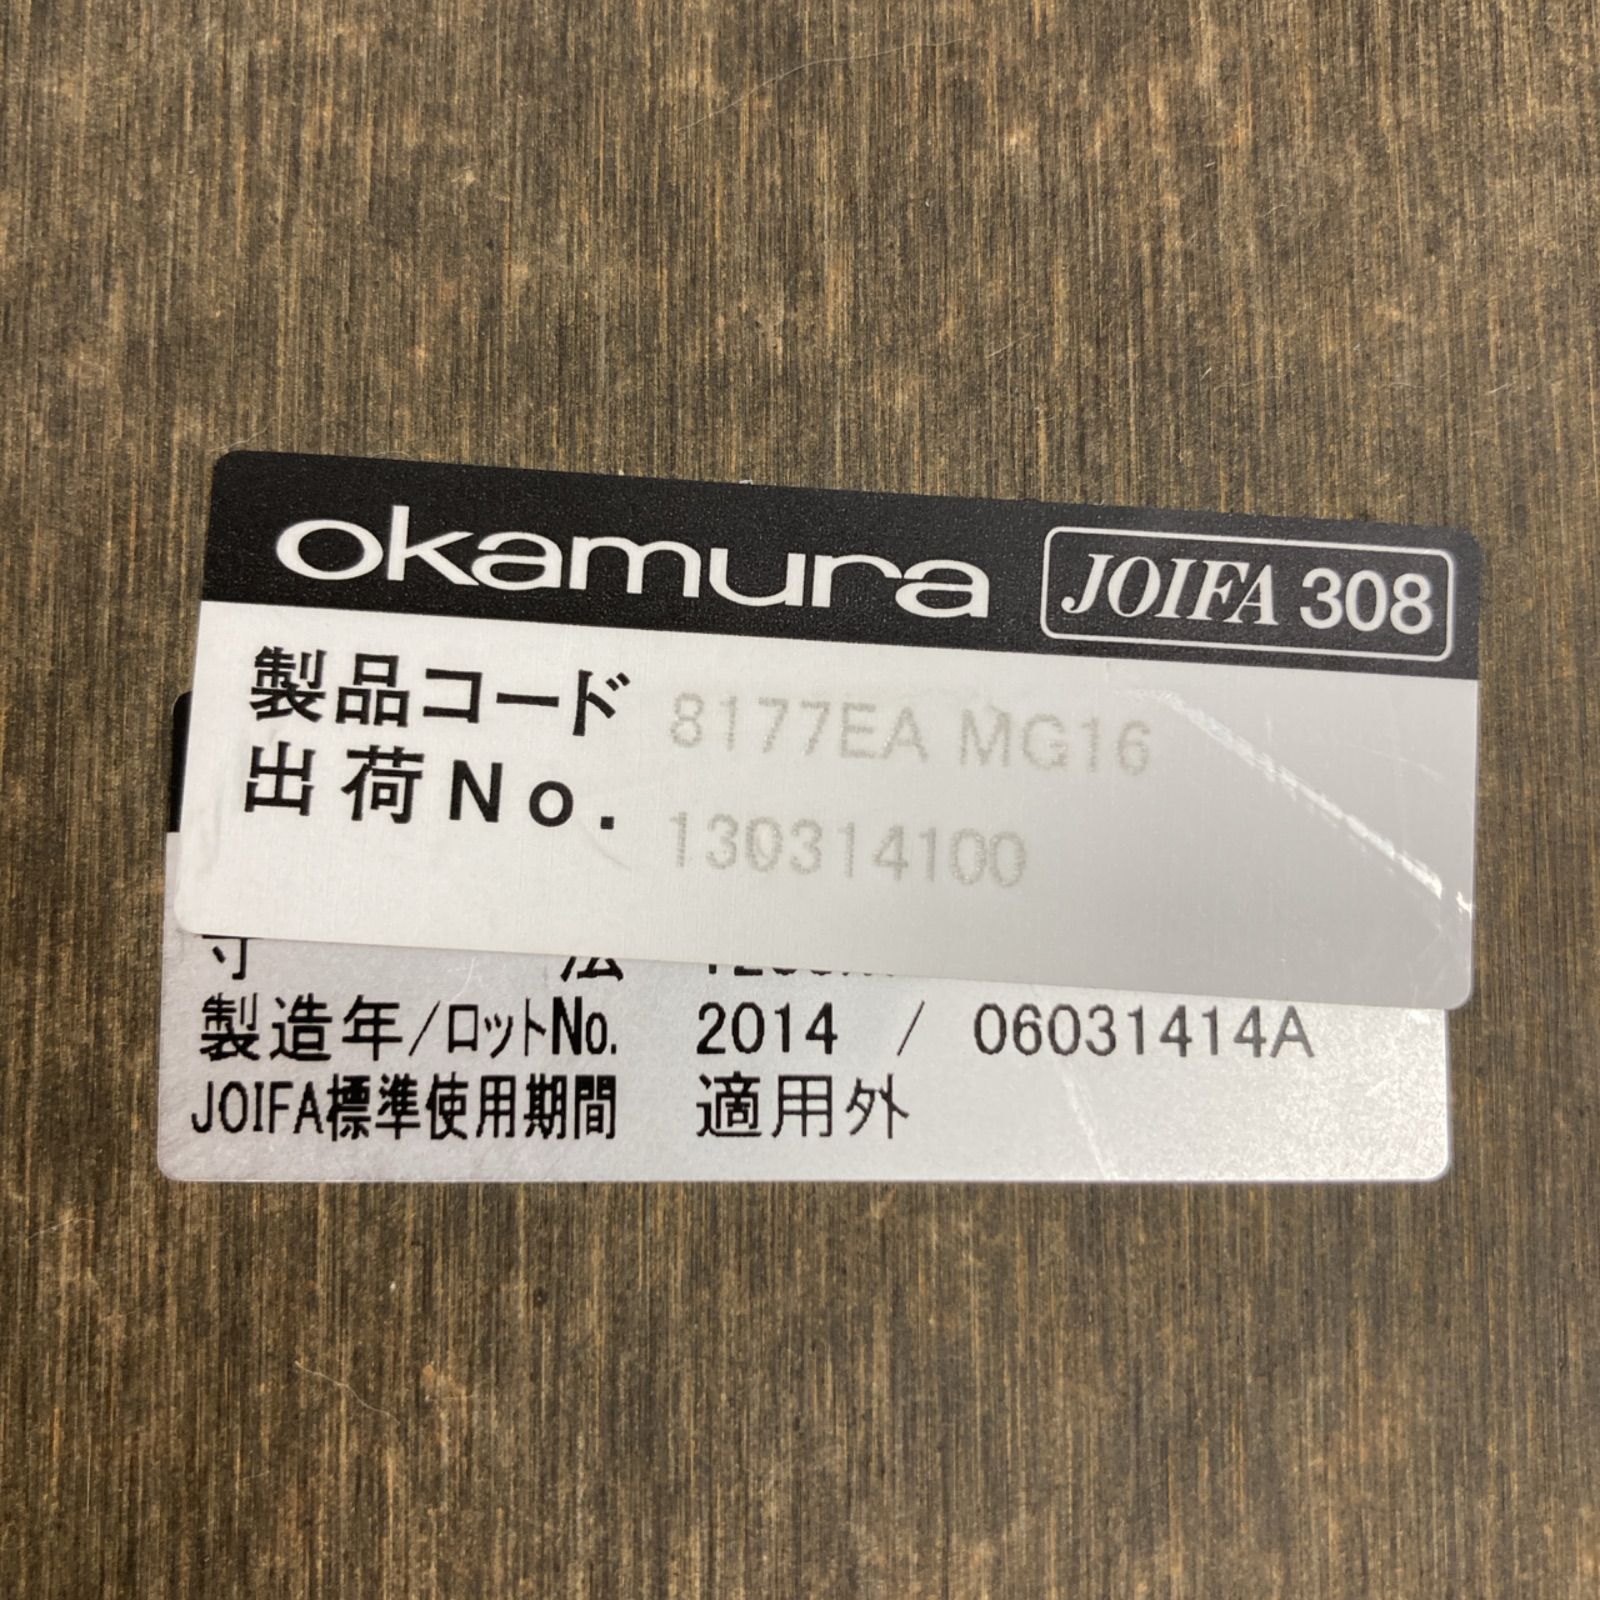 okamura JOIFA 308
製品コード 8177EA MG16
出荷No. 130314100
寸 法
製造年/ロットNo. 2014 / 06031414A
JOIFA標準使用期間 適用外